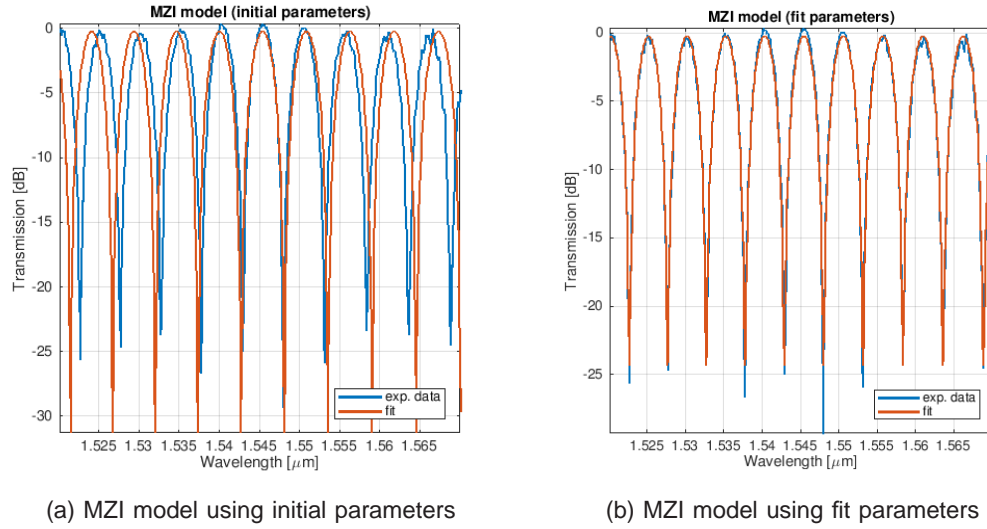 MZI model (initial parameters)
0
-5
-10
-15
-20
-25
-30
Transmission [dB]
exp. data
fit
1.525 1.53 1.535 1.54 1.545 1.55 1.555 1.56 1.565
Wavelength [μm]
(a) MZI model using initial parameters
MZI model (fit parameters)
0
-5
-10
-15
-20
-25
Transmission [dB]
exp. data
fit
1.525 1.53 1.535 1.54 1.545 1.55 1.555 1.56 1.565
Wavelength [μm]
(b) MZI model using fit parameters